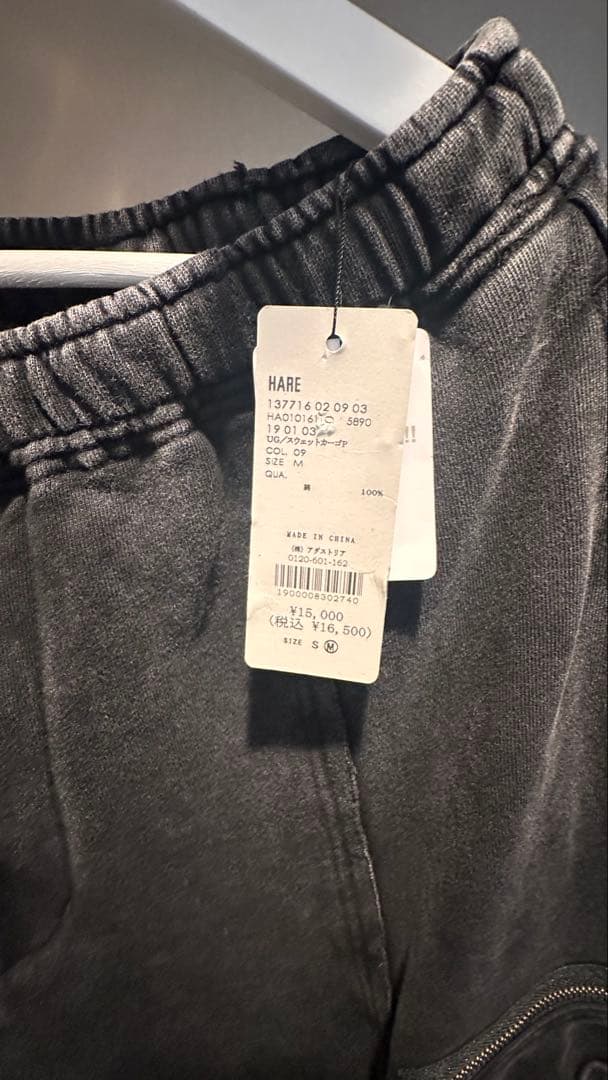 HARE
137716 02 09 03
HA010161 5890
19 01 03
UG/スウェットカーゴP
COL. 09
SIZE M
QUA.
綿 100%
MADE IN CHINA
(株) アダストリア
0120-601-162
1900008302740
¥15,000
(税込 ¥16,500)
SIZE S M